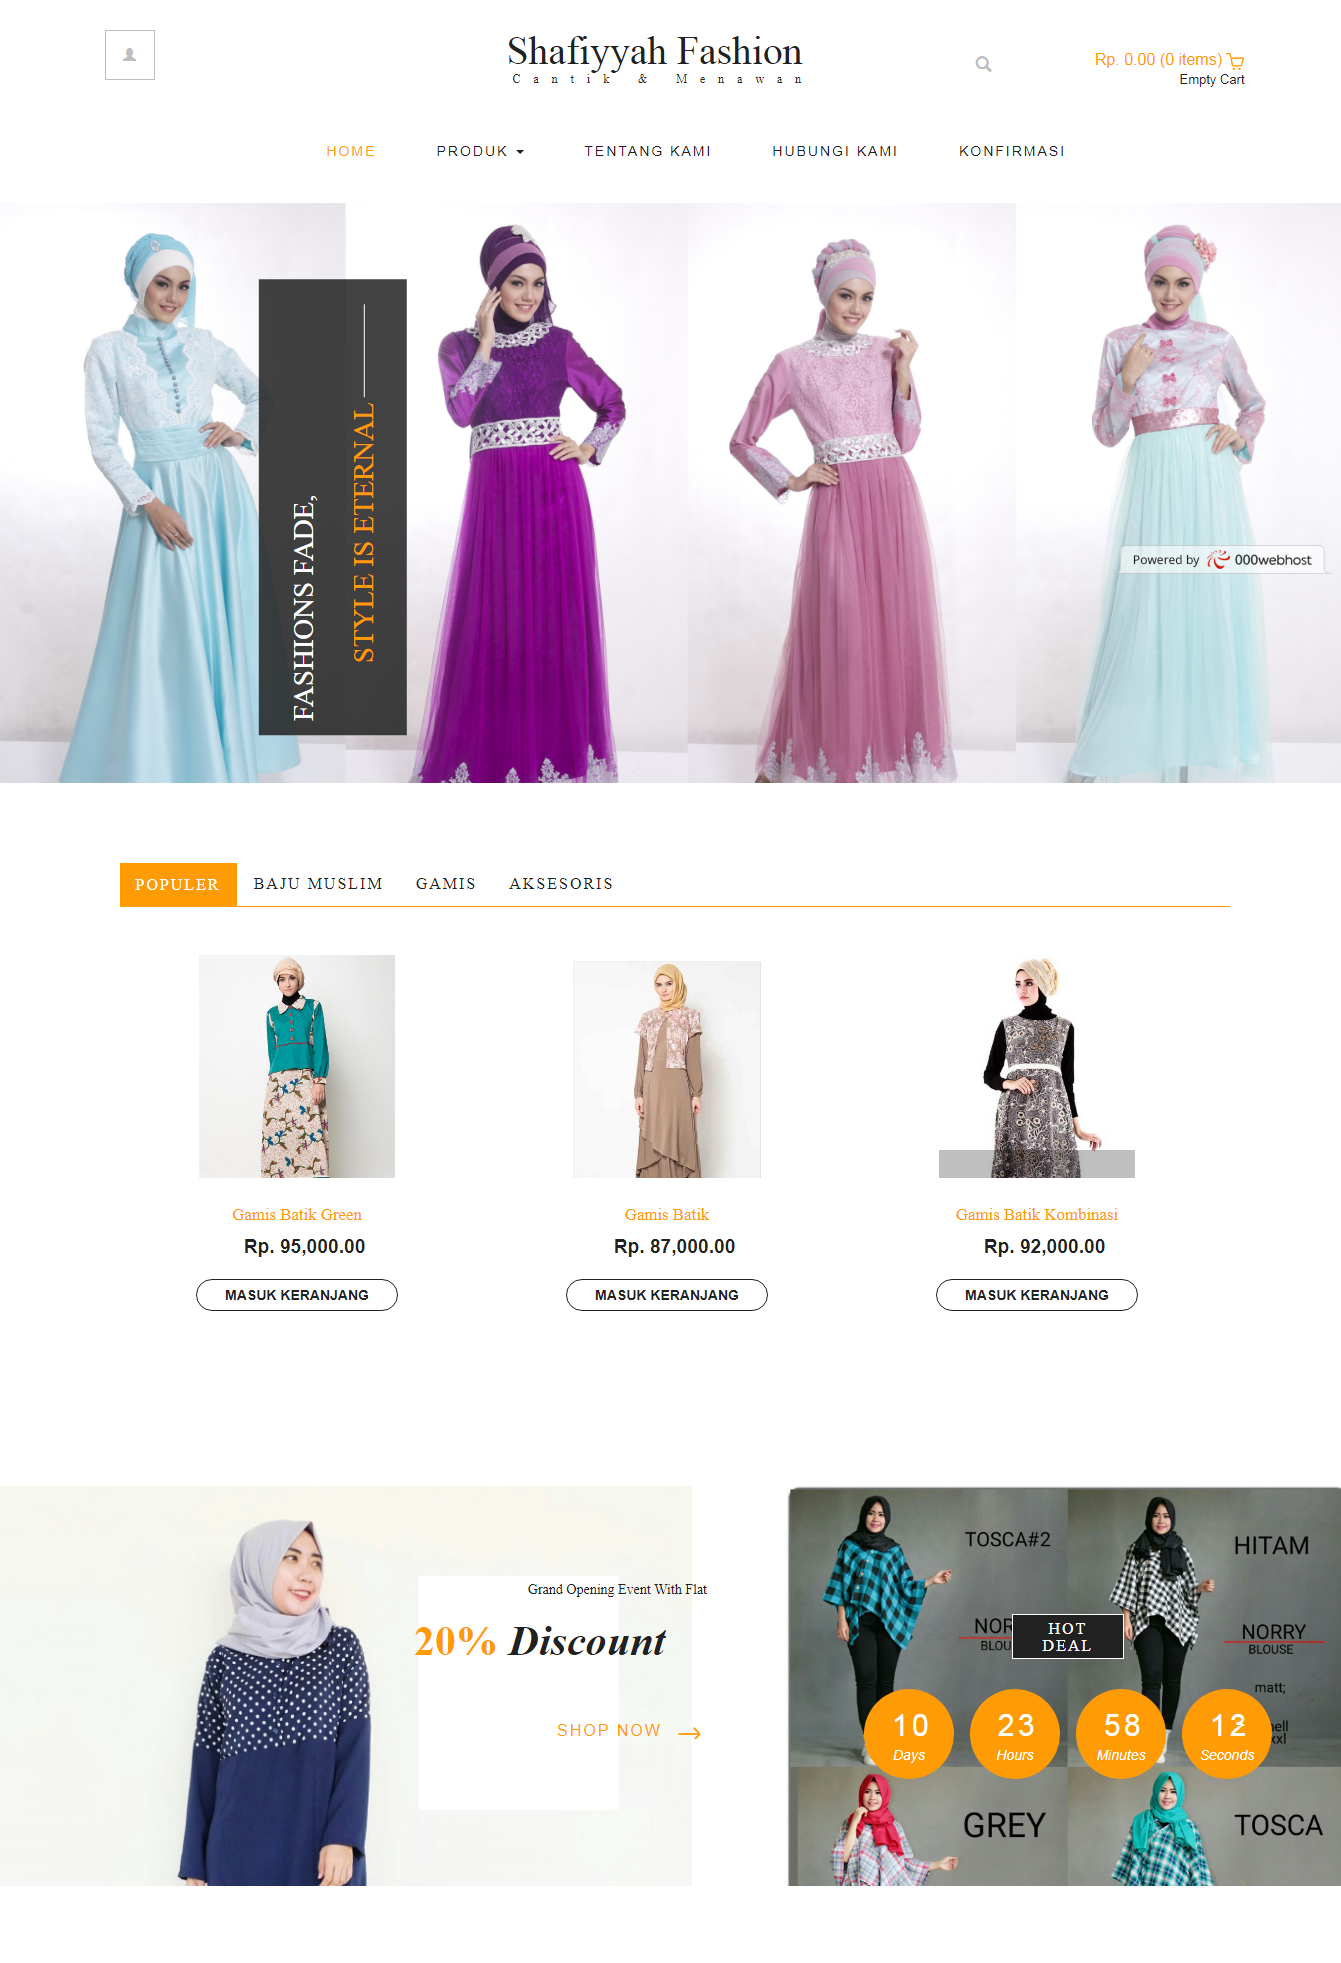 Shafiyyah Fashion
Cantik & Menawan
Rp. 0.00 (0 items)
Empty Cart
HOME
PRODUK
TENTANG KAMI
HUBUNGI KAMI
KONFIRMASI
FASHIONS FADE,
STYLE IS ETERNAL
Powered by 000webhost
POPULER
BAJU MUSLIM
GAMIS
AKSESORIS
Gamis Batik Green
Rp. 95,000.00
MASUK KERANJANG
Gamis Batik
Rp. 87,000.00
MASUK KERANJANG
Gamis Batik Kombinasi
Rp. 92,000.00
MASUK KERANJANG
Grand Opening Event With Flat
20% Discount
SHOP NOW
TOSCA#2
HITAM
HOT
DEAL
NORRY
BLOUSE
matt;
10
Days
23
Hours
58
Minutes
12
Seconds
GREY
TOSCA